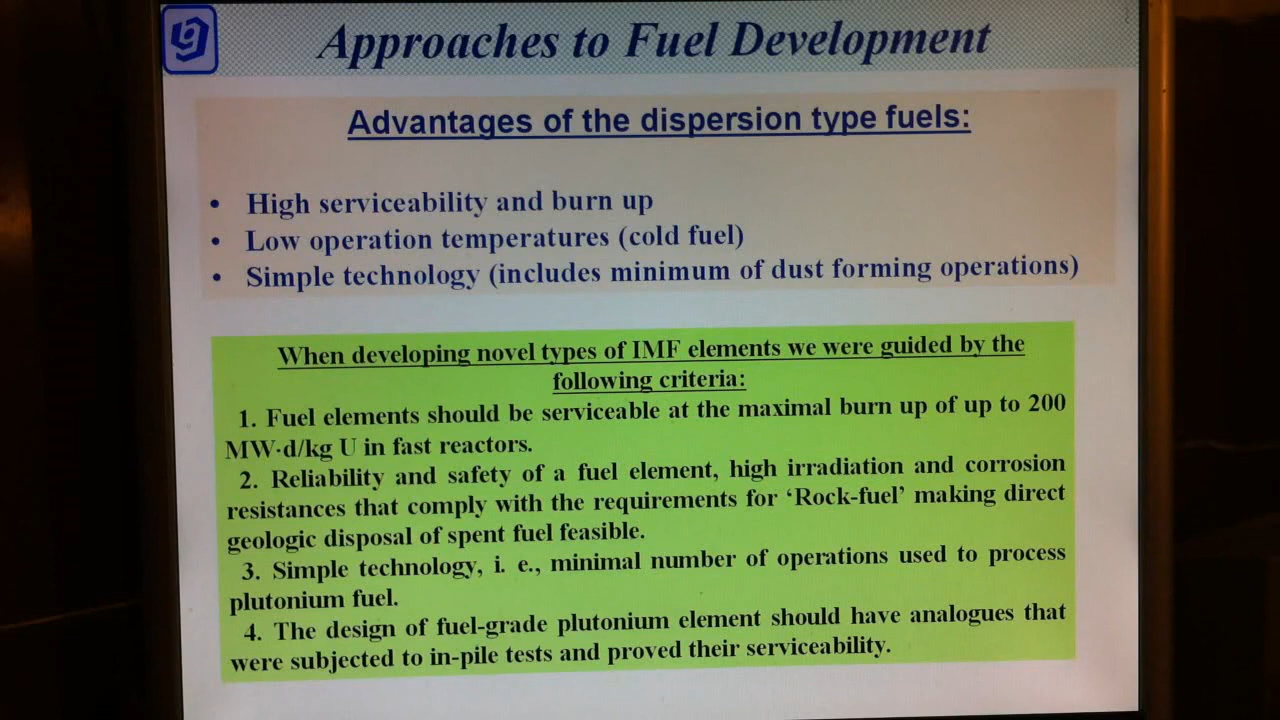 Approaches to Fuel Development
Advantages of the dispersion type fuels:
• High serviceability and burn up
• Low operation temperatures (cold fuel)
• Simple technology (includes minimum of dust forming operations)
When developing novel types of IMF elements we were guided by the
following criteria:
1. Fuel elements should be serviceable at the maximal burn up of up to 200
MW·d/kg U in fast reactors.
2. Reliability and safety of a fuel element, high irradiation and corrosion
resistances that comply with the requirements for ‘Rock-fuel’ making direct
geologic disposal of spent fuel feasible.
3. Simple technology, i. e., minimal number of operations used to process
plutonium fuel.
4. The design of fuel-grade plutonium element should have analogues that
were subjected to in-pile tests and proved their serviceability.